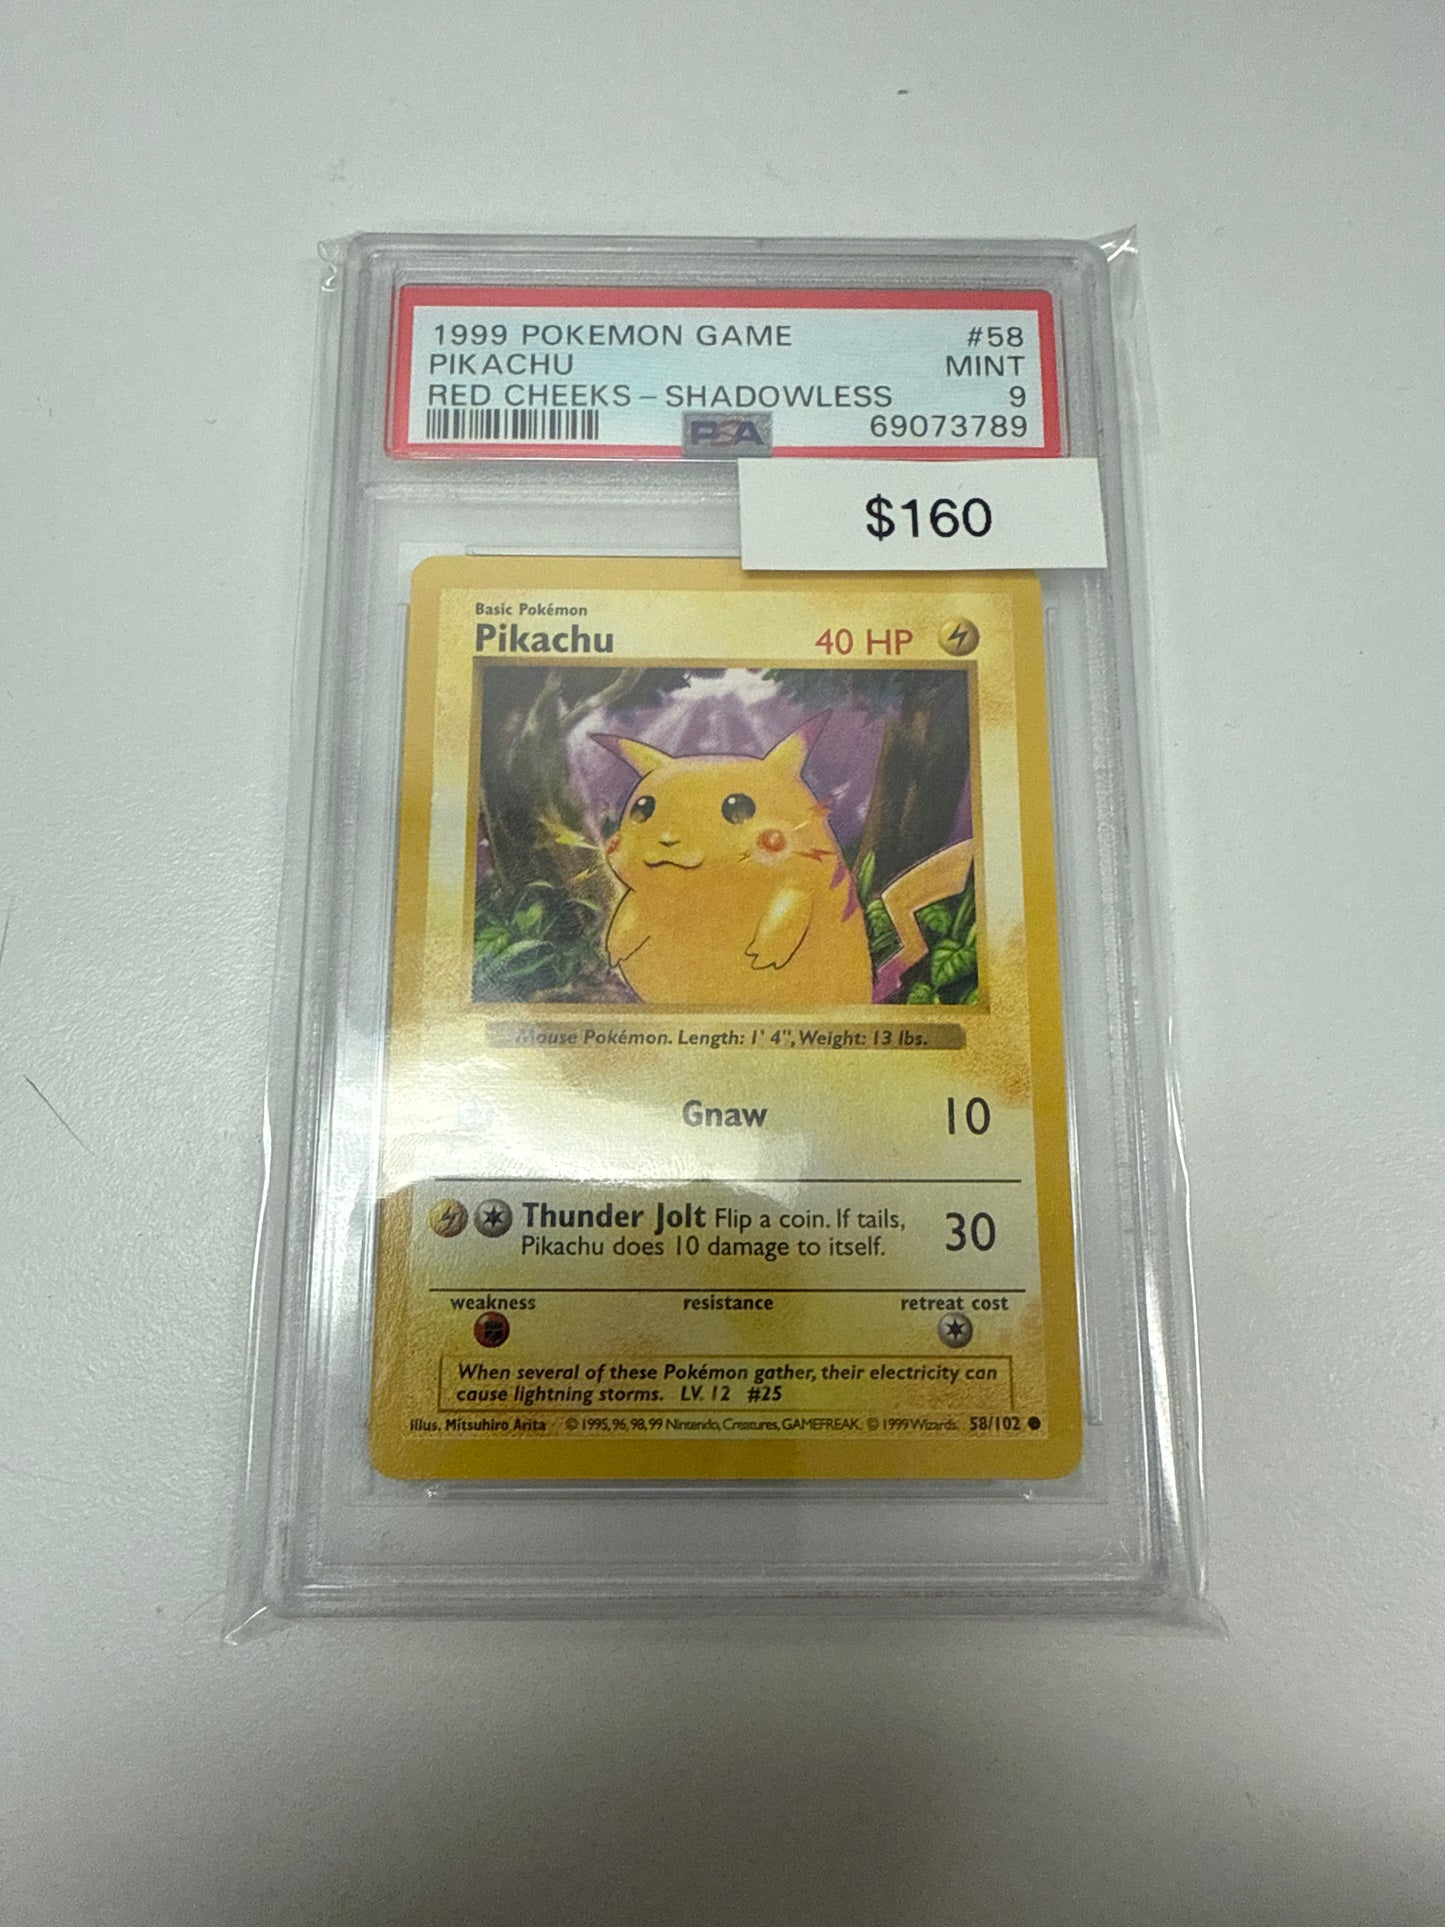 1999 POKEMON GAME #58
PIKACHU MINT
RED CHEEKS – SHADOWLESS 9
PSA 69073789
$160
Basic Pokémon
Pikachu 40 HP
Mouse Pokémon. Length: 1' 4", Weight: 13 lbs.
Gnaw 10
Thunder Jolt Flip a coin. If tails, 30
Pikachu does 10 damage to itself.
weakness resistance retreat cost
When several of these Pokémon gather, their electricity can
cause lightning storms. LV. 12 #25
Illus. Mitsuhiro Arita © 1995, 96, 98, 99 Nintendo, Creatures, GAMEFREAK. © 1999 Wizards. 58/102